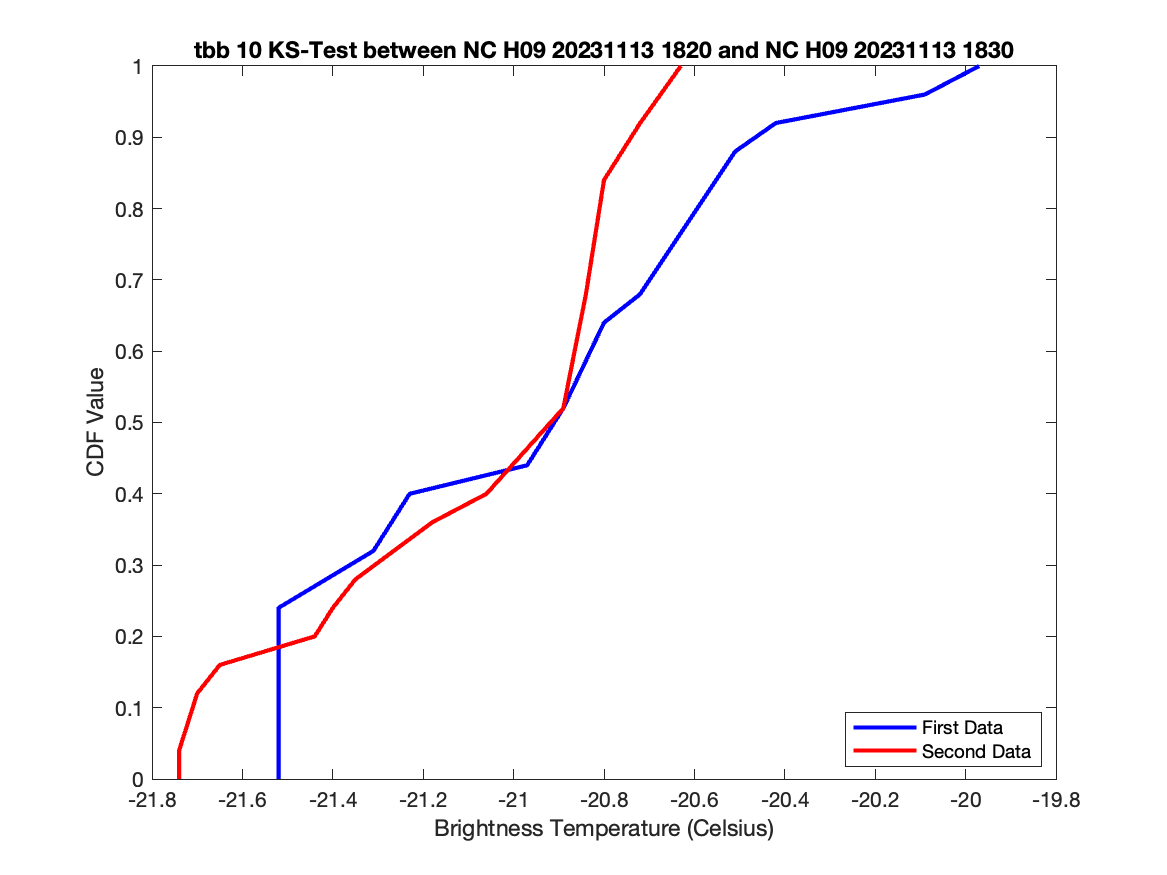 tbb 10 KS-Test between NC H09 20231113 1820 and NC H09 20231113 1830
1
0.9
0.8
0.7
0.6
0.5
0.4
0.3
0.2
0.1
0
CDF Value
First Data
Second Data
-21.8 -21.6 -21.4 -21.2 -21 -20.8 -20.6 -20.4 -20.2 -20 -19.8
Brightness Temperature (Celsius)